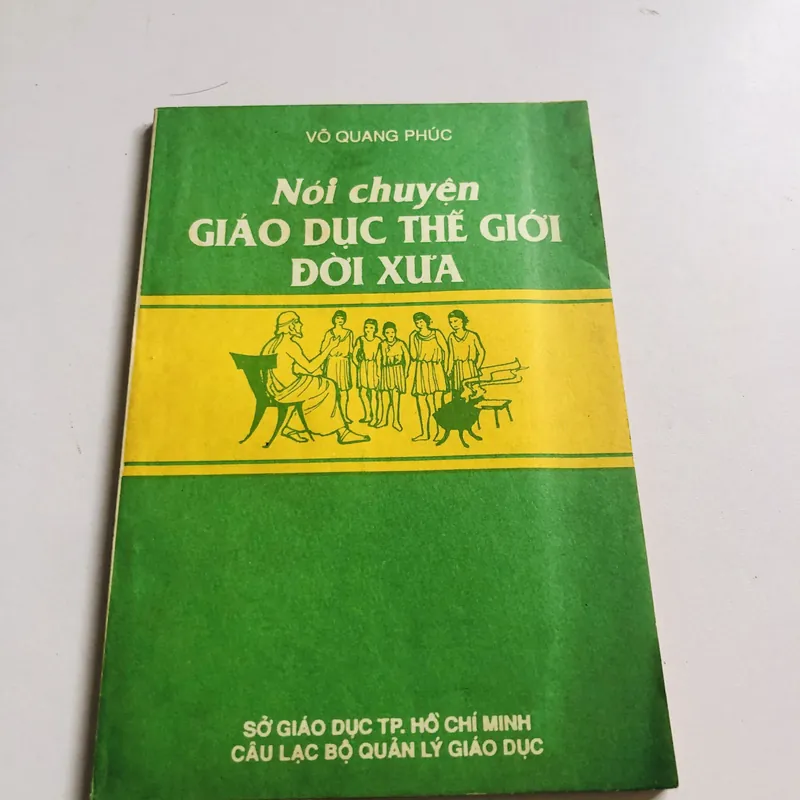 VÕ QUANG PHÚC
Nói chuyện
GIÁO DỤC THẾ GIỚI
ĐỜI XƯA
SỞ GIÁO DỤC TP. HỒ CHÍ MINH
CÂU LẠC BỘ QUẢN LÝ GIÁO DỤC